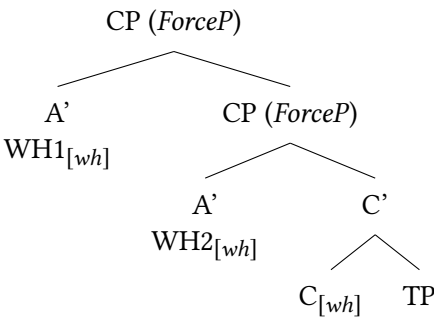 CP (ForceP)
A’ CP (ForceP)
WH1[wh]
A’ C’
WH2[wh]
C[wh] TP